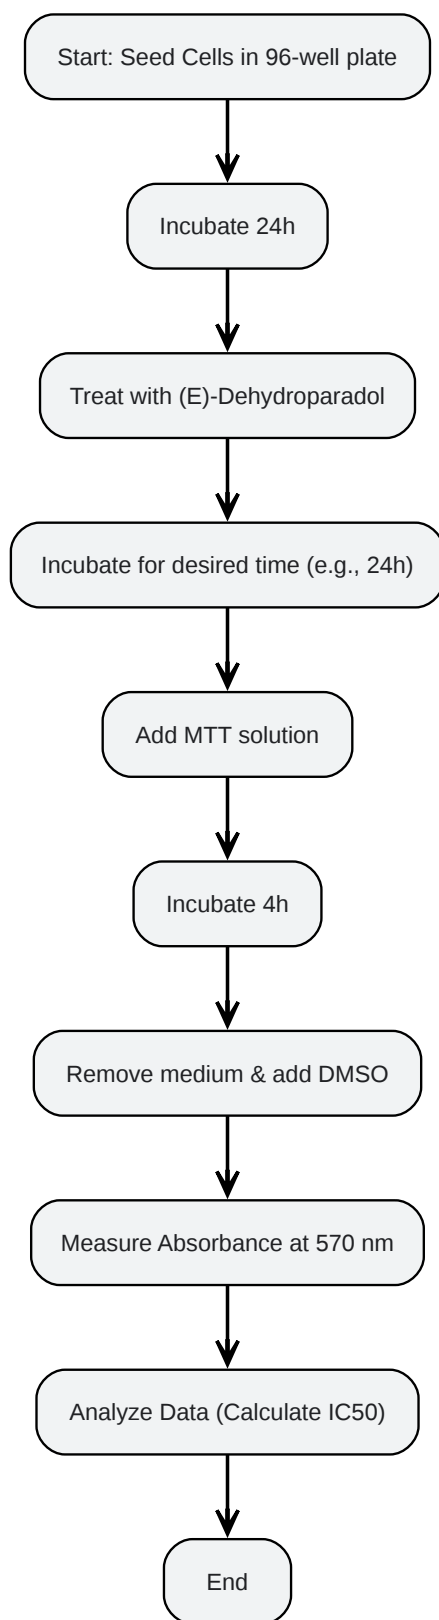 Start: Seed Cells in 96-well plate
Incubate 24h
Treat with (E)-Dehydroparadol
Incubate for desired time (e.g., 24h)
Add MTT solution
Incubate 4h
Remove medium & add DMSO
Measure Absorbance at 570 nm
Analyze Data (Calculate IC50)
End